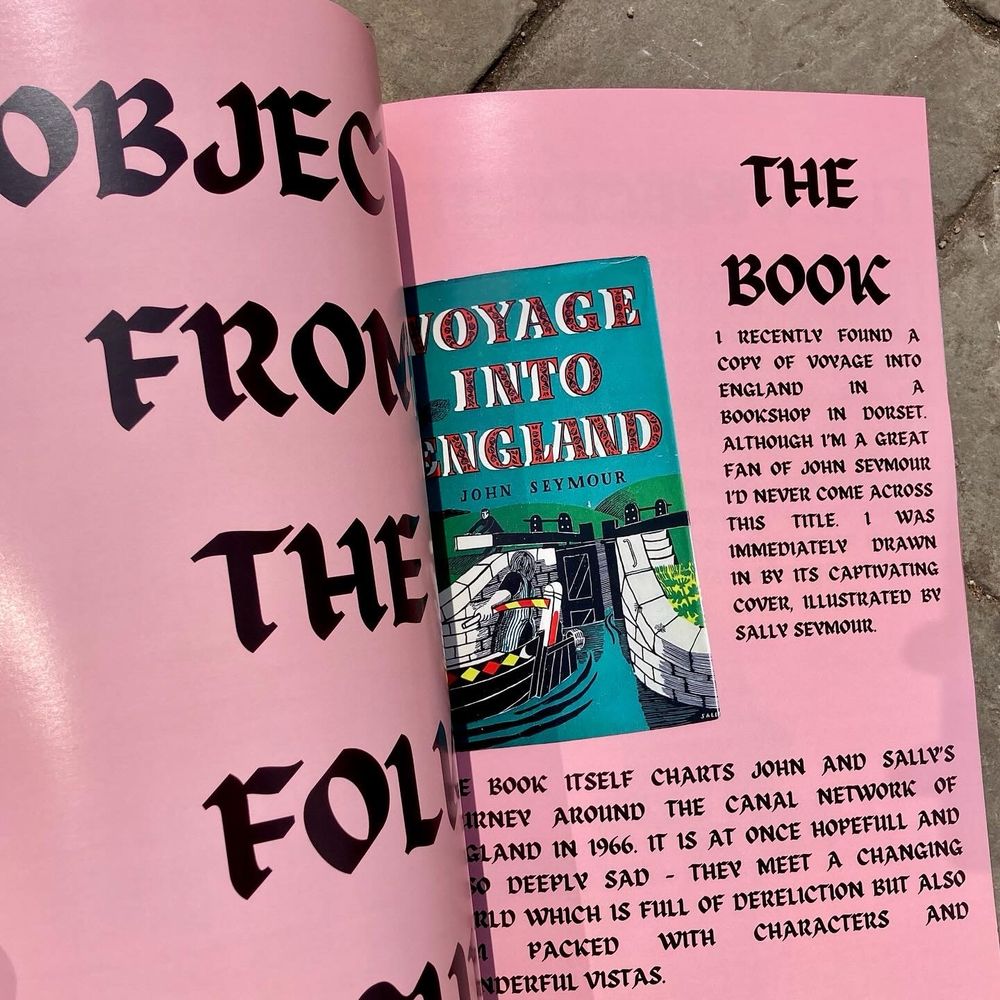 OBJEC
FROM
THE
FOL
THE
BOOK
I RECENTLY FOUND A
COPY OF VOYAGE INTO
ENGLAND IN A
BOOKSHOP IN DORSET.
ALTHOUGH I'M A GREAT
FAN OF JOHN SEYMOUR
I'D NEVER COME ACROSS
THIS TITLE. I WAS
IMMEDIATELY DRAWN
IN BY ITS CAPTIVATING
COVER, ILLUSTRATED BY
SALLY SEYMOUR.
VOYAGE
INTO
ENGLAND
JOHN SEYMOUR
SALL
E BOOK ITSELF CHARTS JOHN AND SALLY'S
URNEY AROUND THE CANAL NETWORK OF
GLAND IN 1966. IT IS AT ONCE HOPEFULL AND
SO DEEPLY SAD - THEY MEET A CHANGING
RLD WHICH IS FULL OF DERELICTION BUT ALSO
PACKED WITH CHARACTERS AND
NDERFUL VISTAS.